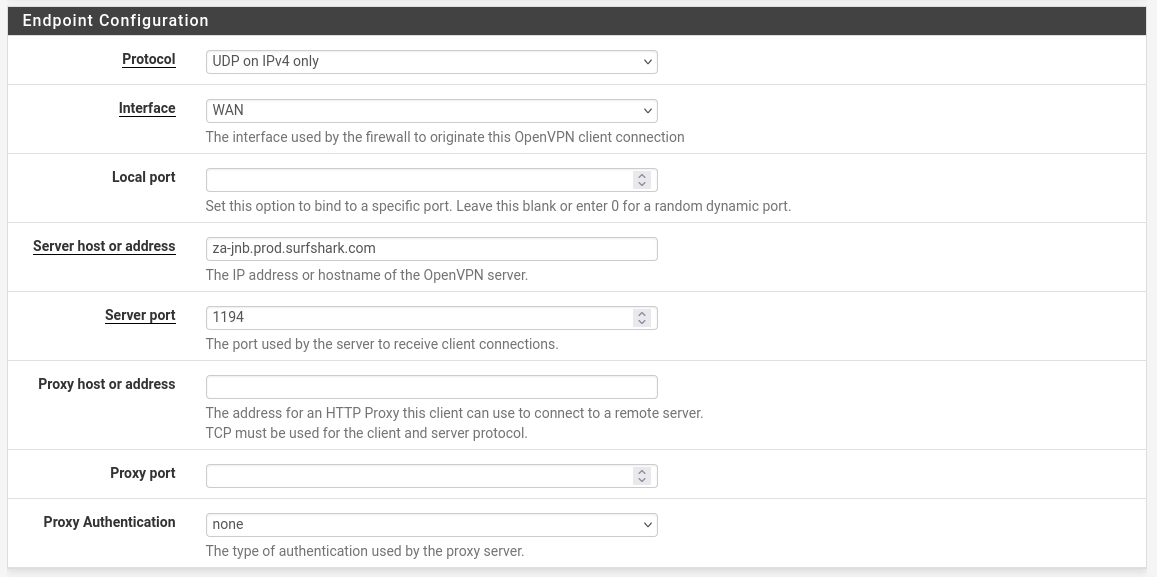 Endpoint Configuration
Protocol
UDP on IPv4 only
Interface
WAN
The interface used by the firewall to originate this OpenVPN client connection
Local port
Set this option to bind to a specific port. Leave this blank or enter 0 for a random dynamic port.
Server host or address
za-jnb.prod.surfshark.com
The IP address or hostname of the OpenVPN server.
Server port
1194
The port used by the server to receive client connections.
Proxy host or address
The address for an HTTP Proxy this client can use to connect to a remote server.
TCP must be used for the client and server protocol.
Proxy port
Proxy Authentication
none
The type of authentication used by the proxy server.